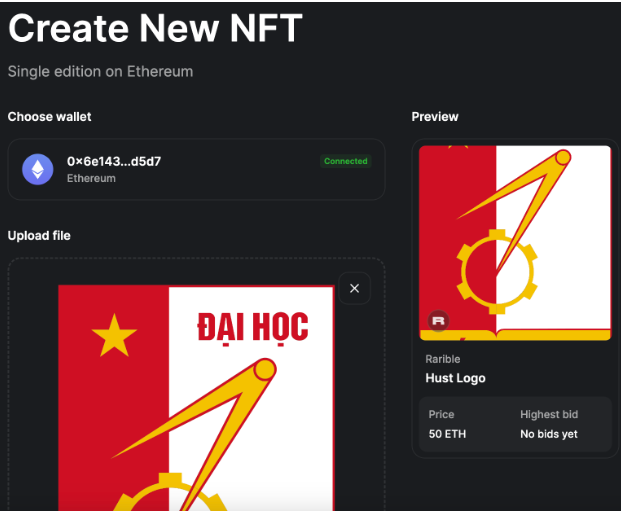 Create New NFT
Single edition on Ethereum
Choose wallet
0×6e143...d5d7
Ethereum
Connected
Upload file
ĐẠI HỌC
Preview
R
Rarible
Hust Logo
Price
Highest bid
50 ETH
No bids yet